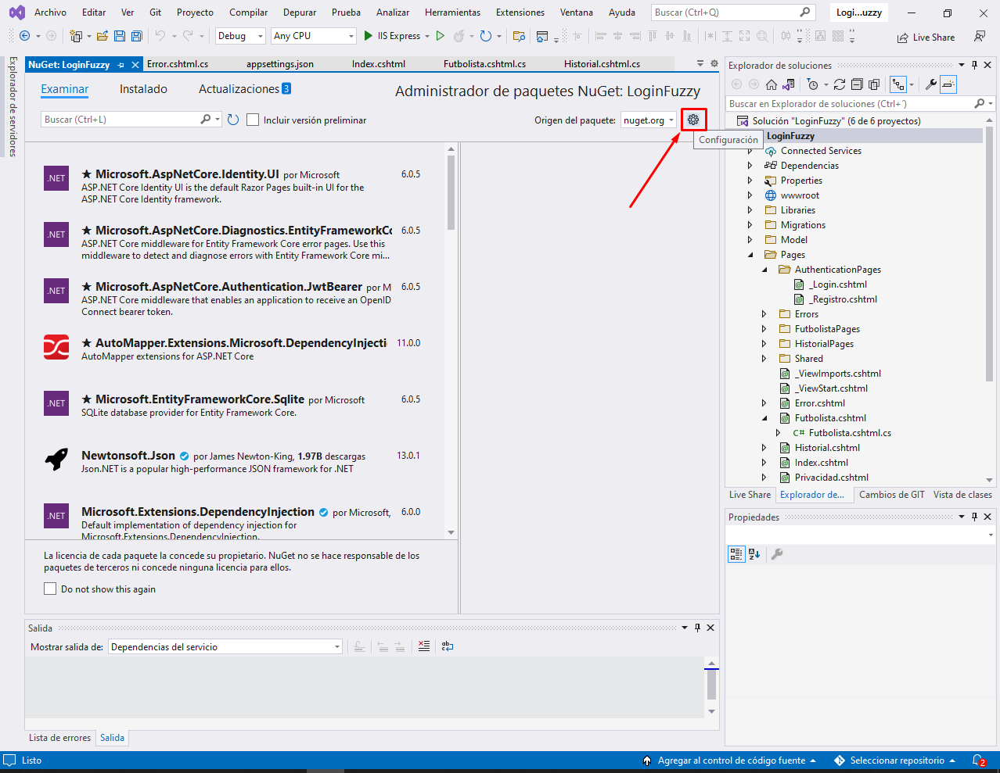 Archivo Editar Ver Git Proyecto Compilar Depurar Prueba Analizar Herramientas Extensiones Ventana Ayuda Buscar (Ctrl+Q) Logi...uzzy
Debug Any CPU IIS Express Live Share
Explorador de servidores
NuGet: LoginFuzzy Error.cshtml.cs appsettings.json Index.cshtml Futbolista.cshtml.cs Historial.cshtml.cs
Examinar Instalado Actualizaciones 3
Administrador de paquetes NuGet: LoginFuzzy
Buscar (Ctrl+L) Incluir versión preliminar Origen del paquete: nuget.org
Configuración
.NET
Microsoft.AspNetCore.Identity.UI por Microsoft 6.0.5
ASP.NET Core Identity UI is the default Razor Pages built-in UI for the
ASP.NET Core Identity framework.
.NET
Microsoft.AspNetCore.Diagnostics.EntityFrameworkCo 6.0.5
ASP.NET Core middleware for Entity Framework Core error pages. Use this
middleware to detect and diagnose errors with Entity Framework Core mi...
.NET
Microsoft.AspNetCore.Authentication.JwtBearer por M 6.0.5
ASP.NET Core middleware that enables an application to receive an OpenID
Connect bearer token.
AutoMapper.Extensions.Microsoft.DependencyInjecti 11.0.0
AutoMapper extensions for ASP.NET Core
.NET
Microsoft.EntityFrameworkCore.Sqlite por Microsoft 6.0.5
SQLite database provider for Entity Framework Core.
Newtonsoft.Json por James Newton-King, 1.97B descargas 13.0.1
Json.NET is a popular high-performance JSON framework for .NET
.NET
Microsoft.Extensions.DependencyInjection por Microsoft, 6.0.0
Default implementation of dependency injection for
Microsoft.Extensions.DependencyInjection.
La licencia de cada paquete la concede su propietario. NuGet no se hace responsable de los
paquetes de terceros ni concede ninguna licencia para ellos.
Do not show this again
Salida
Mostrar salida de: Dependencias del servicio
Lista de errores Salida
Explorador de soluciones
Buscar en Explorador de soluciones (Ctrl+´)
Solución "LoginFuzzy" (6 de 6 proyectos)
LoginFuzzy
Connected Services
Dependencias
Properties
wwwroot
Libraries
Migrations
Model
Pages
AuthenticationPages
_Login.cshtml
_Registro.cshtml
Errors
FutbolistaPages
HistorialPages
Shared
_ViewImports.cshtml
_ViewStart.cshtml
Error.cshtml
Futbolista.cshtml
C# Futbolista.cshtml.cs
Historial.cshtml
Index.cshtml
Privacidad.cshtml
Live Share Explorador de... Cambios de GIT Vista de clases
Propiedades
Listo Agregar al control de código fuente Seleccionar repositorio 2